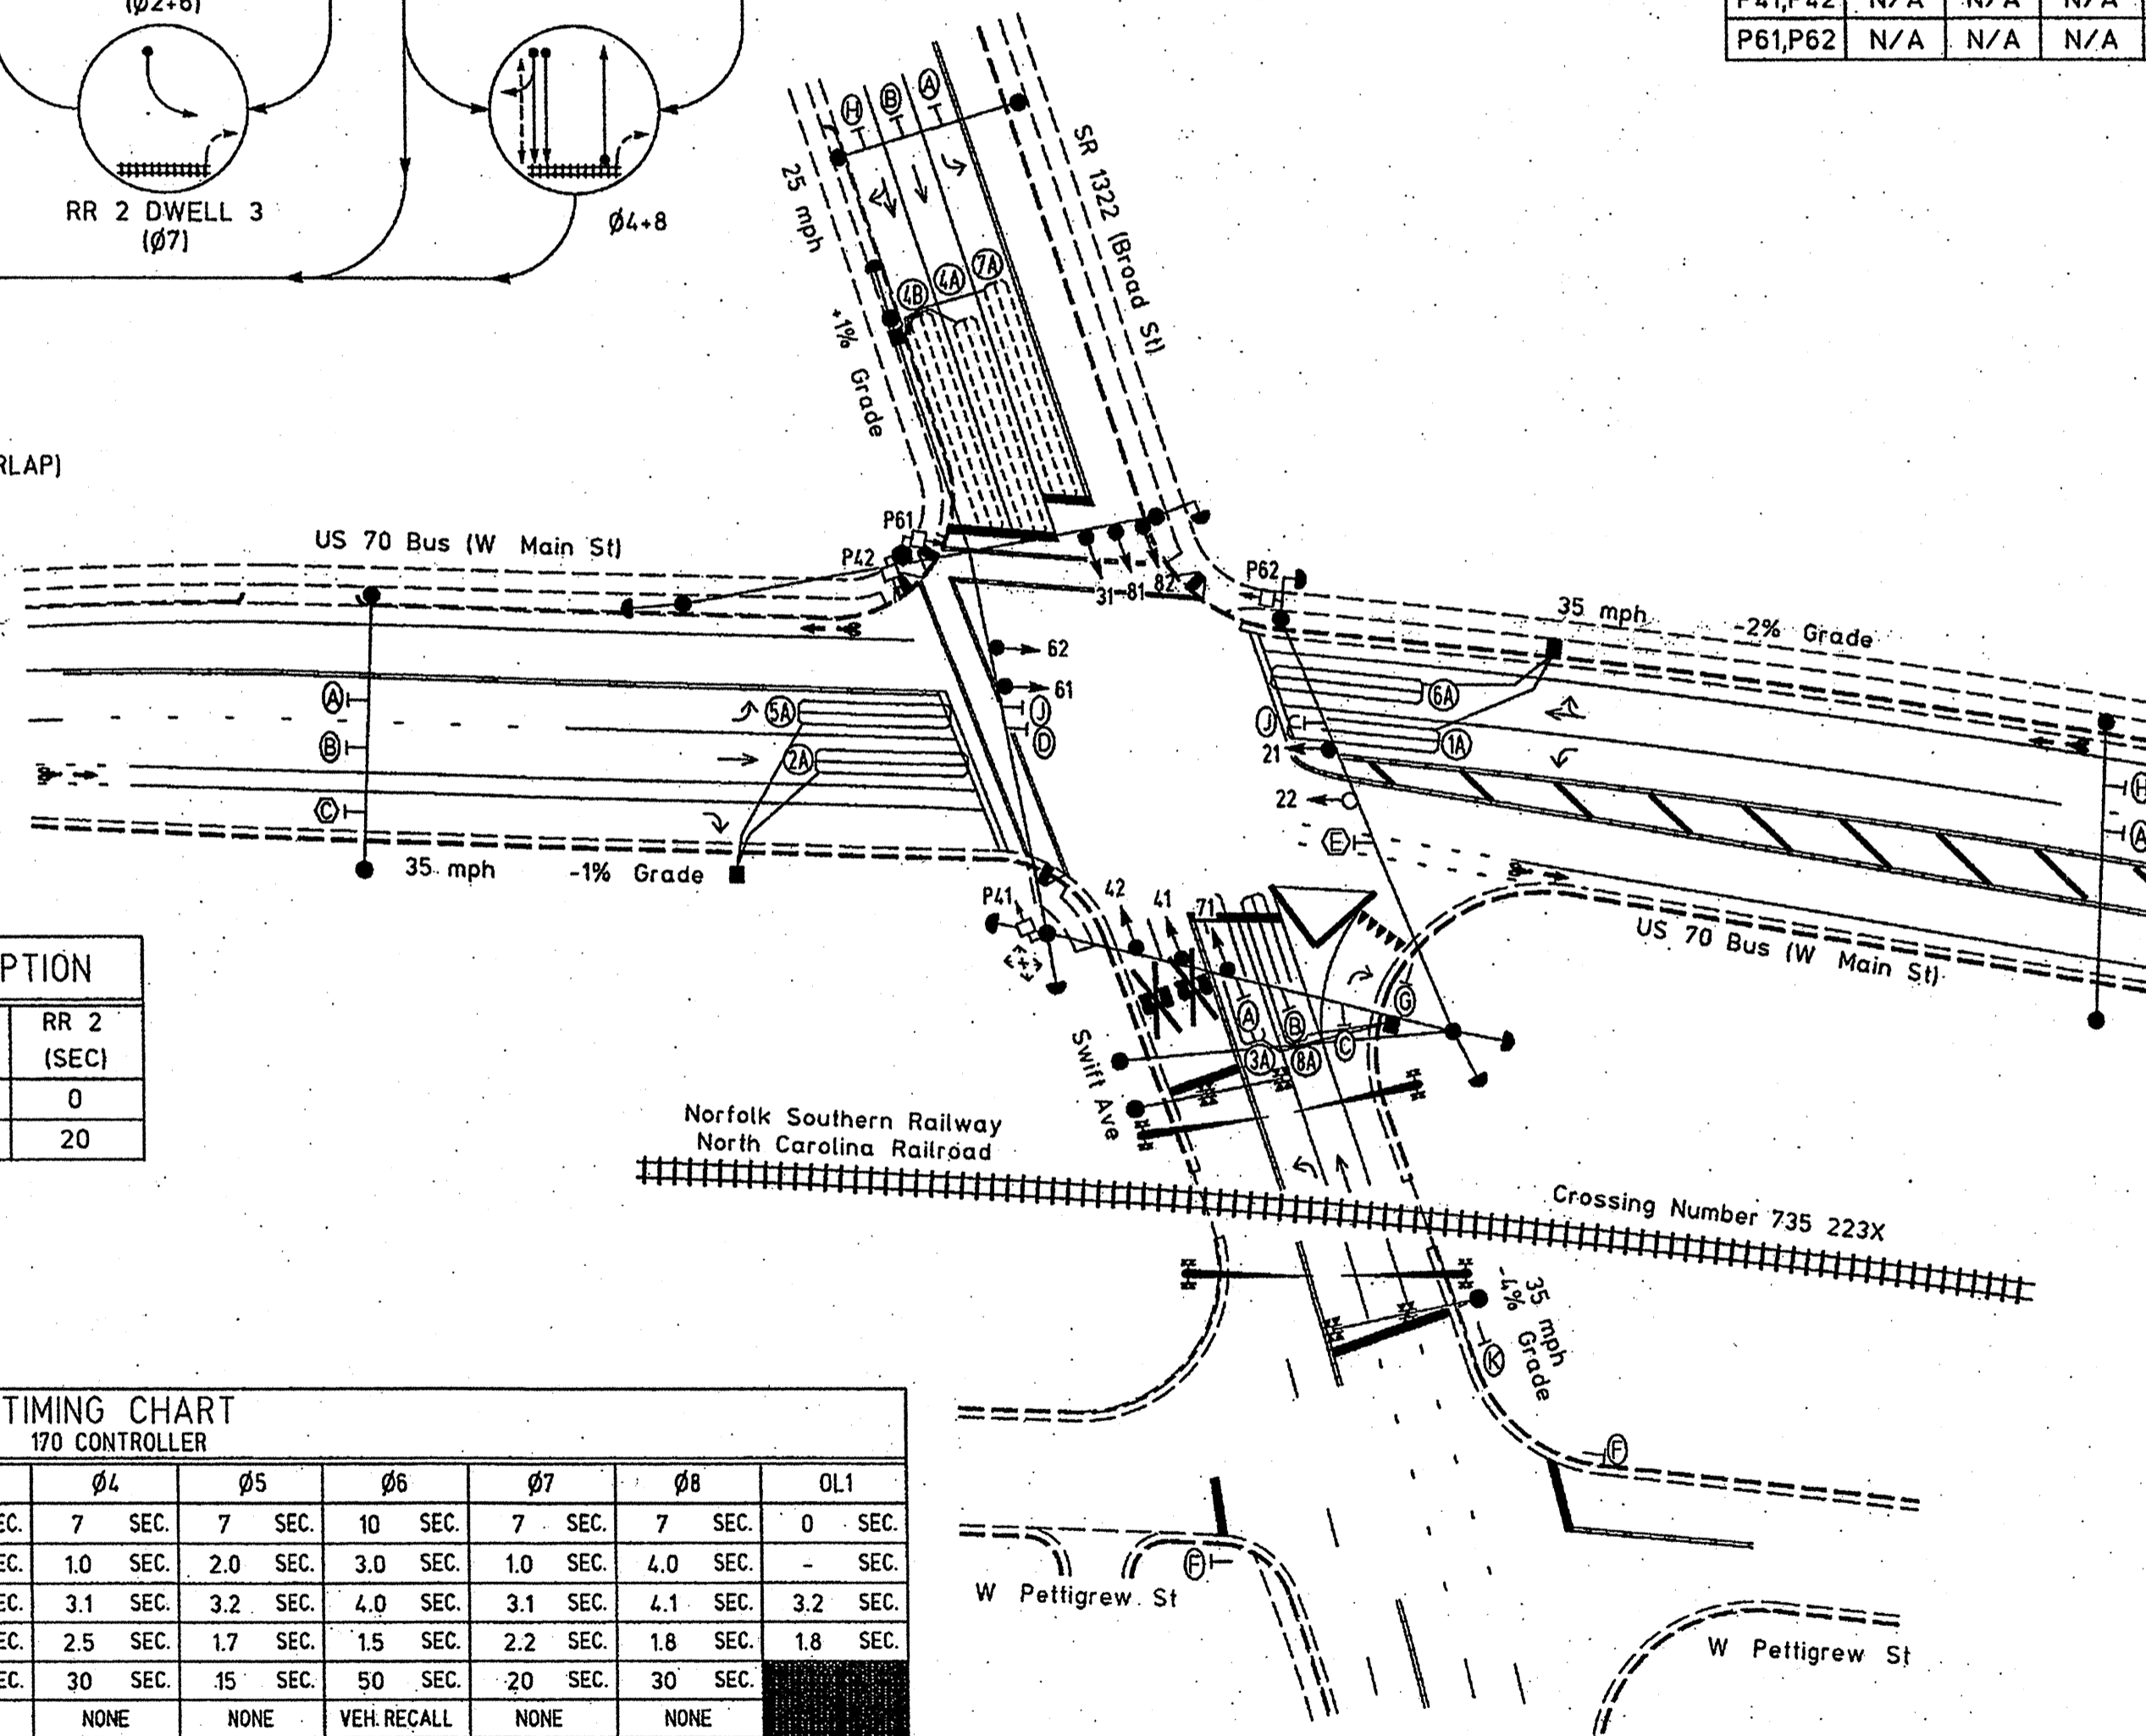 (Ø2+6)
RR 2 DWELL 3
(Ø7)
Ø4+8
P41,P42 N/A N/A N/A
P61,P62 N/A N/A N/A
H
B
A
25 mph
+1% Grade
SR 1322 (Broad St)
4B
4A
7A
RLAP)
US 70 Bus (W Main St)
P61
P42
P62
31
81
82
35 mph
-2% Grade
62
61
J
D
A
B
C
5A
2A
6A
1A
J
21
22
E
H
A
35 mph
-1% Grade
P41
42
41
71
A
B
C
G
3A
8A
US 70 Bus (W Main St)
Swift Ave
PTION
RR 2
(SEC)
0
20
Norfolk Southern Railway
North Carolina Railroad
Crossing Number 735 223X
35 mph
-4% Grade
K
F
F
W Pettigrew St
W Pettigrew St
TIMING CHART
170 CONTROLLER
Ø4 Ø5 Ø6 Ø7 Ø8 OL1
EC. 7 SEC. 7 SEC. 10 SEC. 7 SEC. 7 SEC. 0 SEC.
EC. 1.0 SEC. 2.0 SEC. 3.0 SEC. 1.0 SEC. 4.0 SEC. - SEC.
EC. 3.1 SEC. 3.2 SEC. 4.0 SEC. 3.1 SEC. 4.1 SEC. 3.2 SEC.
EC. 2.5 SEC. 1.7 SEC. 1.5 SEC. 2.2 SEC. 1.8 SEC. 1.8 SEC.
EC. 30 SEC. 15 SEC. 50 SEC. 20 SEC. 30 SEC.
NONE NONE VEH. RECALL NONE NONE